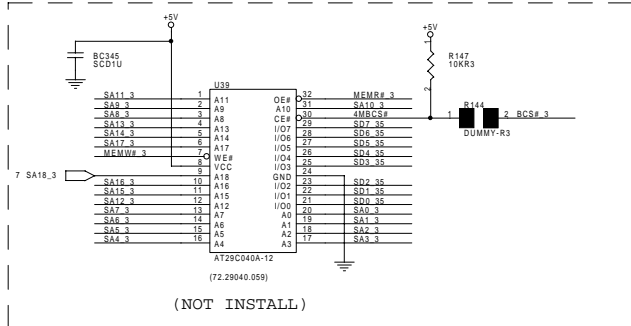 +5V
+5V
BC345
SCD1U
R147
10KR3
1
2
U39
SA11_3 1 A11 OE# 32 MEMR#_3
SA9_3 2 A9 A10 31 SA10_3
SA8_3 3 A8 CE# 30 4MBCS#
SA13_3 4 A13 I/O7 29 SD7_35
SA14_3 5 A14 I/O6 28 SD6_35
SA17_3 6 A17 I/O5 27 SD5_35
MEMW#_3 7 WE# I/O4 26 SD4_35
8 VCC I/O3 25 SD3_35
7 SA18_3 9 A18 GND 24
SA16_3 10 A16 I/O2 23 SD2_35
SA15_3 11 A15 I/O1 22 SD1_35
SA12_3 12 A12 I/O0 21 SD0_35
SA7_3 13 A7 A0 20 SA0_3
SA6_3 14 A6 A1 19 SA1_3
SA5_3 15 A5 A2 18 SA2_3
SA4_3 16 A4 A3 17 SA3_3
R144
1 2 BCS#_3
DUMMY-R3
AT29C040A-12
(72.29040.059)
(NOT INSTALL)